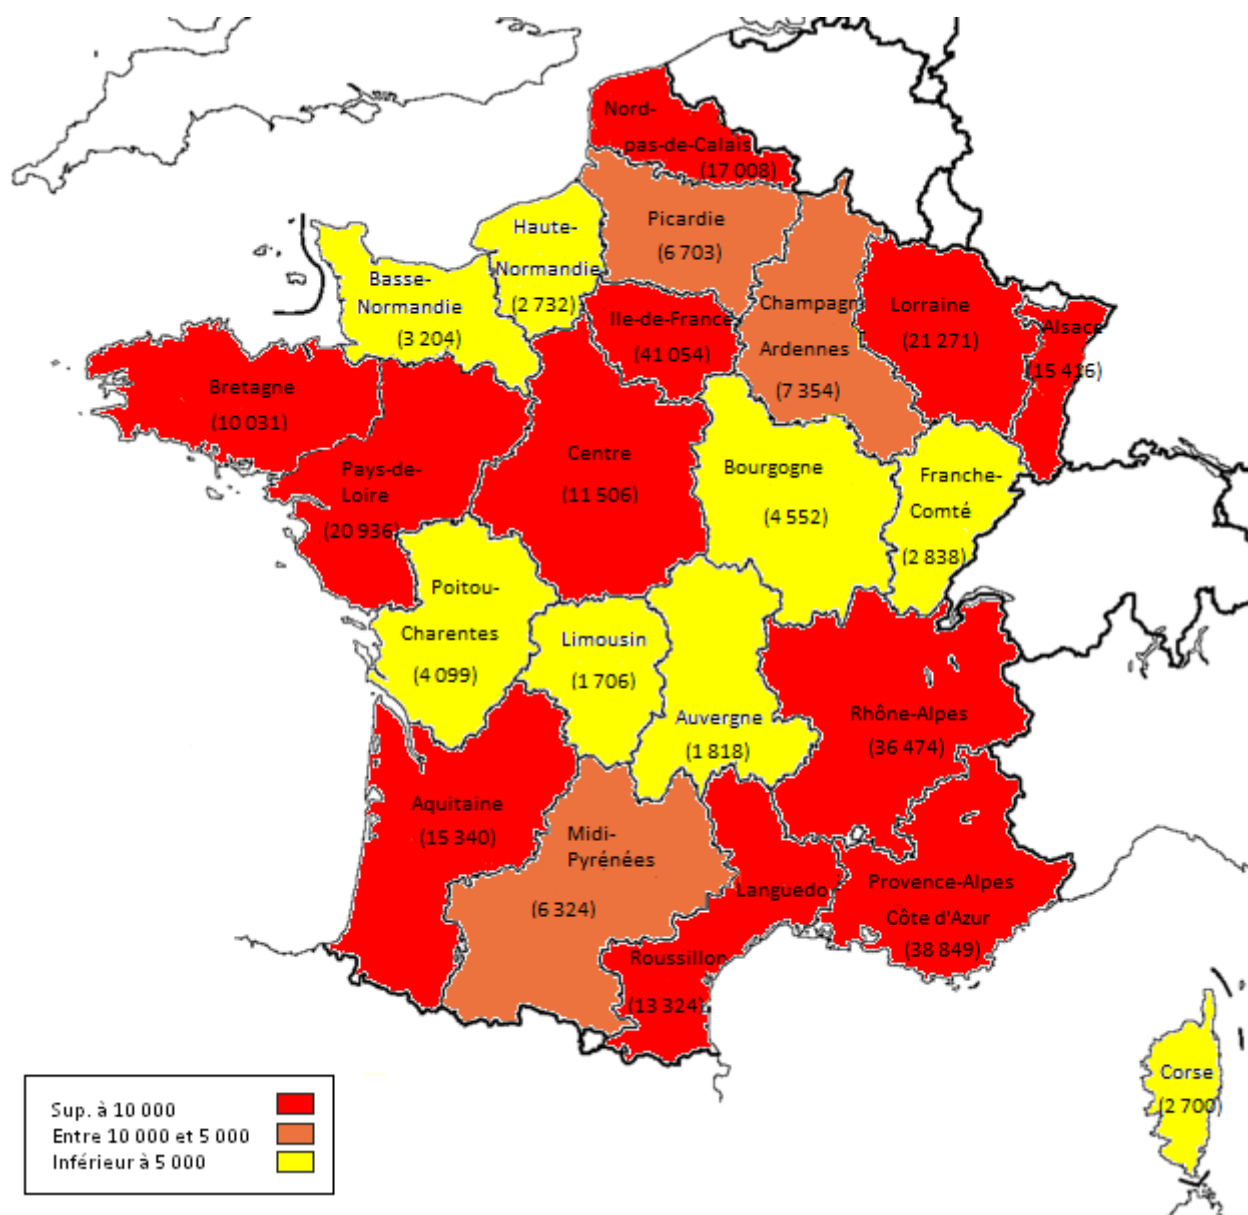 Nord-
pas-de-Calais
(17 008)
Picardie
(6 703)
Haute-
Normandie
(2 732)
Basse-
Normandie
(3 204)
Ile-de-France
(41 054)
Champagn
Ardennes
(7 354)
Lorraine
(21 271)
Alsace
(15 416)
Bretagne
(10 031)
Pays-de-
Loire
(20 936)
Centre
(11 506)
Bourgogne
(4 552)
Franche-
Comté
(2 838)
Poitou-
Charentes
(4 099)
Limousin
(1 706)
Auvergne
(1 818)
Rhône-Alpes
(36 474)
Aquitaine
(15 340)
Midi-
Pyrénées
(6 324)
Languedo
Roussillon
(13 324)
Provence-Alpes
Côte d'Azur
(38 849)
Corse
(2 700)
Sup. à 10 000
Entre 10 000 et 5 000
Inférieur à 5 000